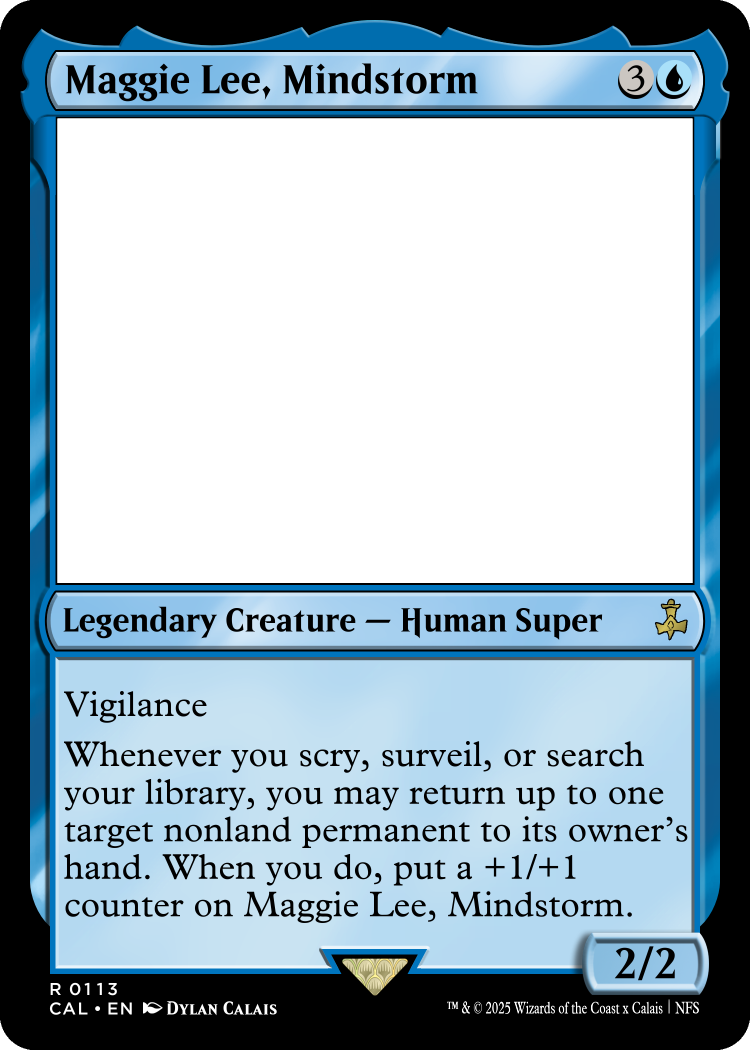 Maggie Lee, Mindstorm 3
Legendary Creature — Human Super
Vigilance
Whenever you scry, surveil, or search
your library, you may return up to one
target nonland permanent to its owner's
hand. When you do, put a +1/+1
counter on Maggie Lee, Mindstorm.
2/2
R 0113
CAL • EN Dylan Calais
™ & © 2025 Wizards of the Coast x Calais | NFS